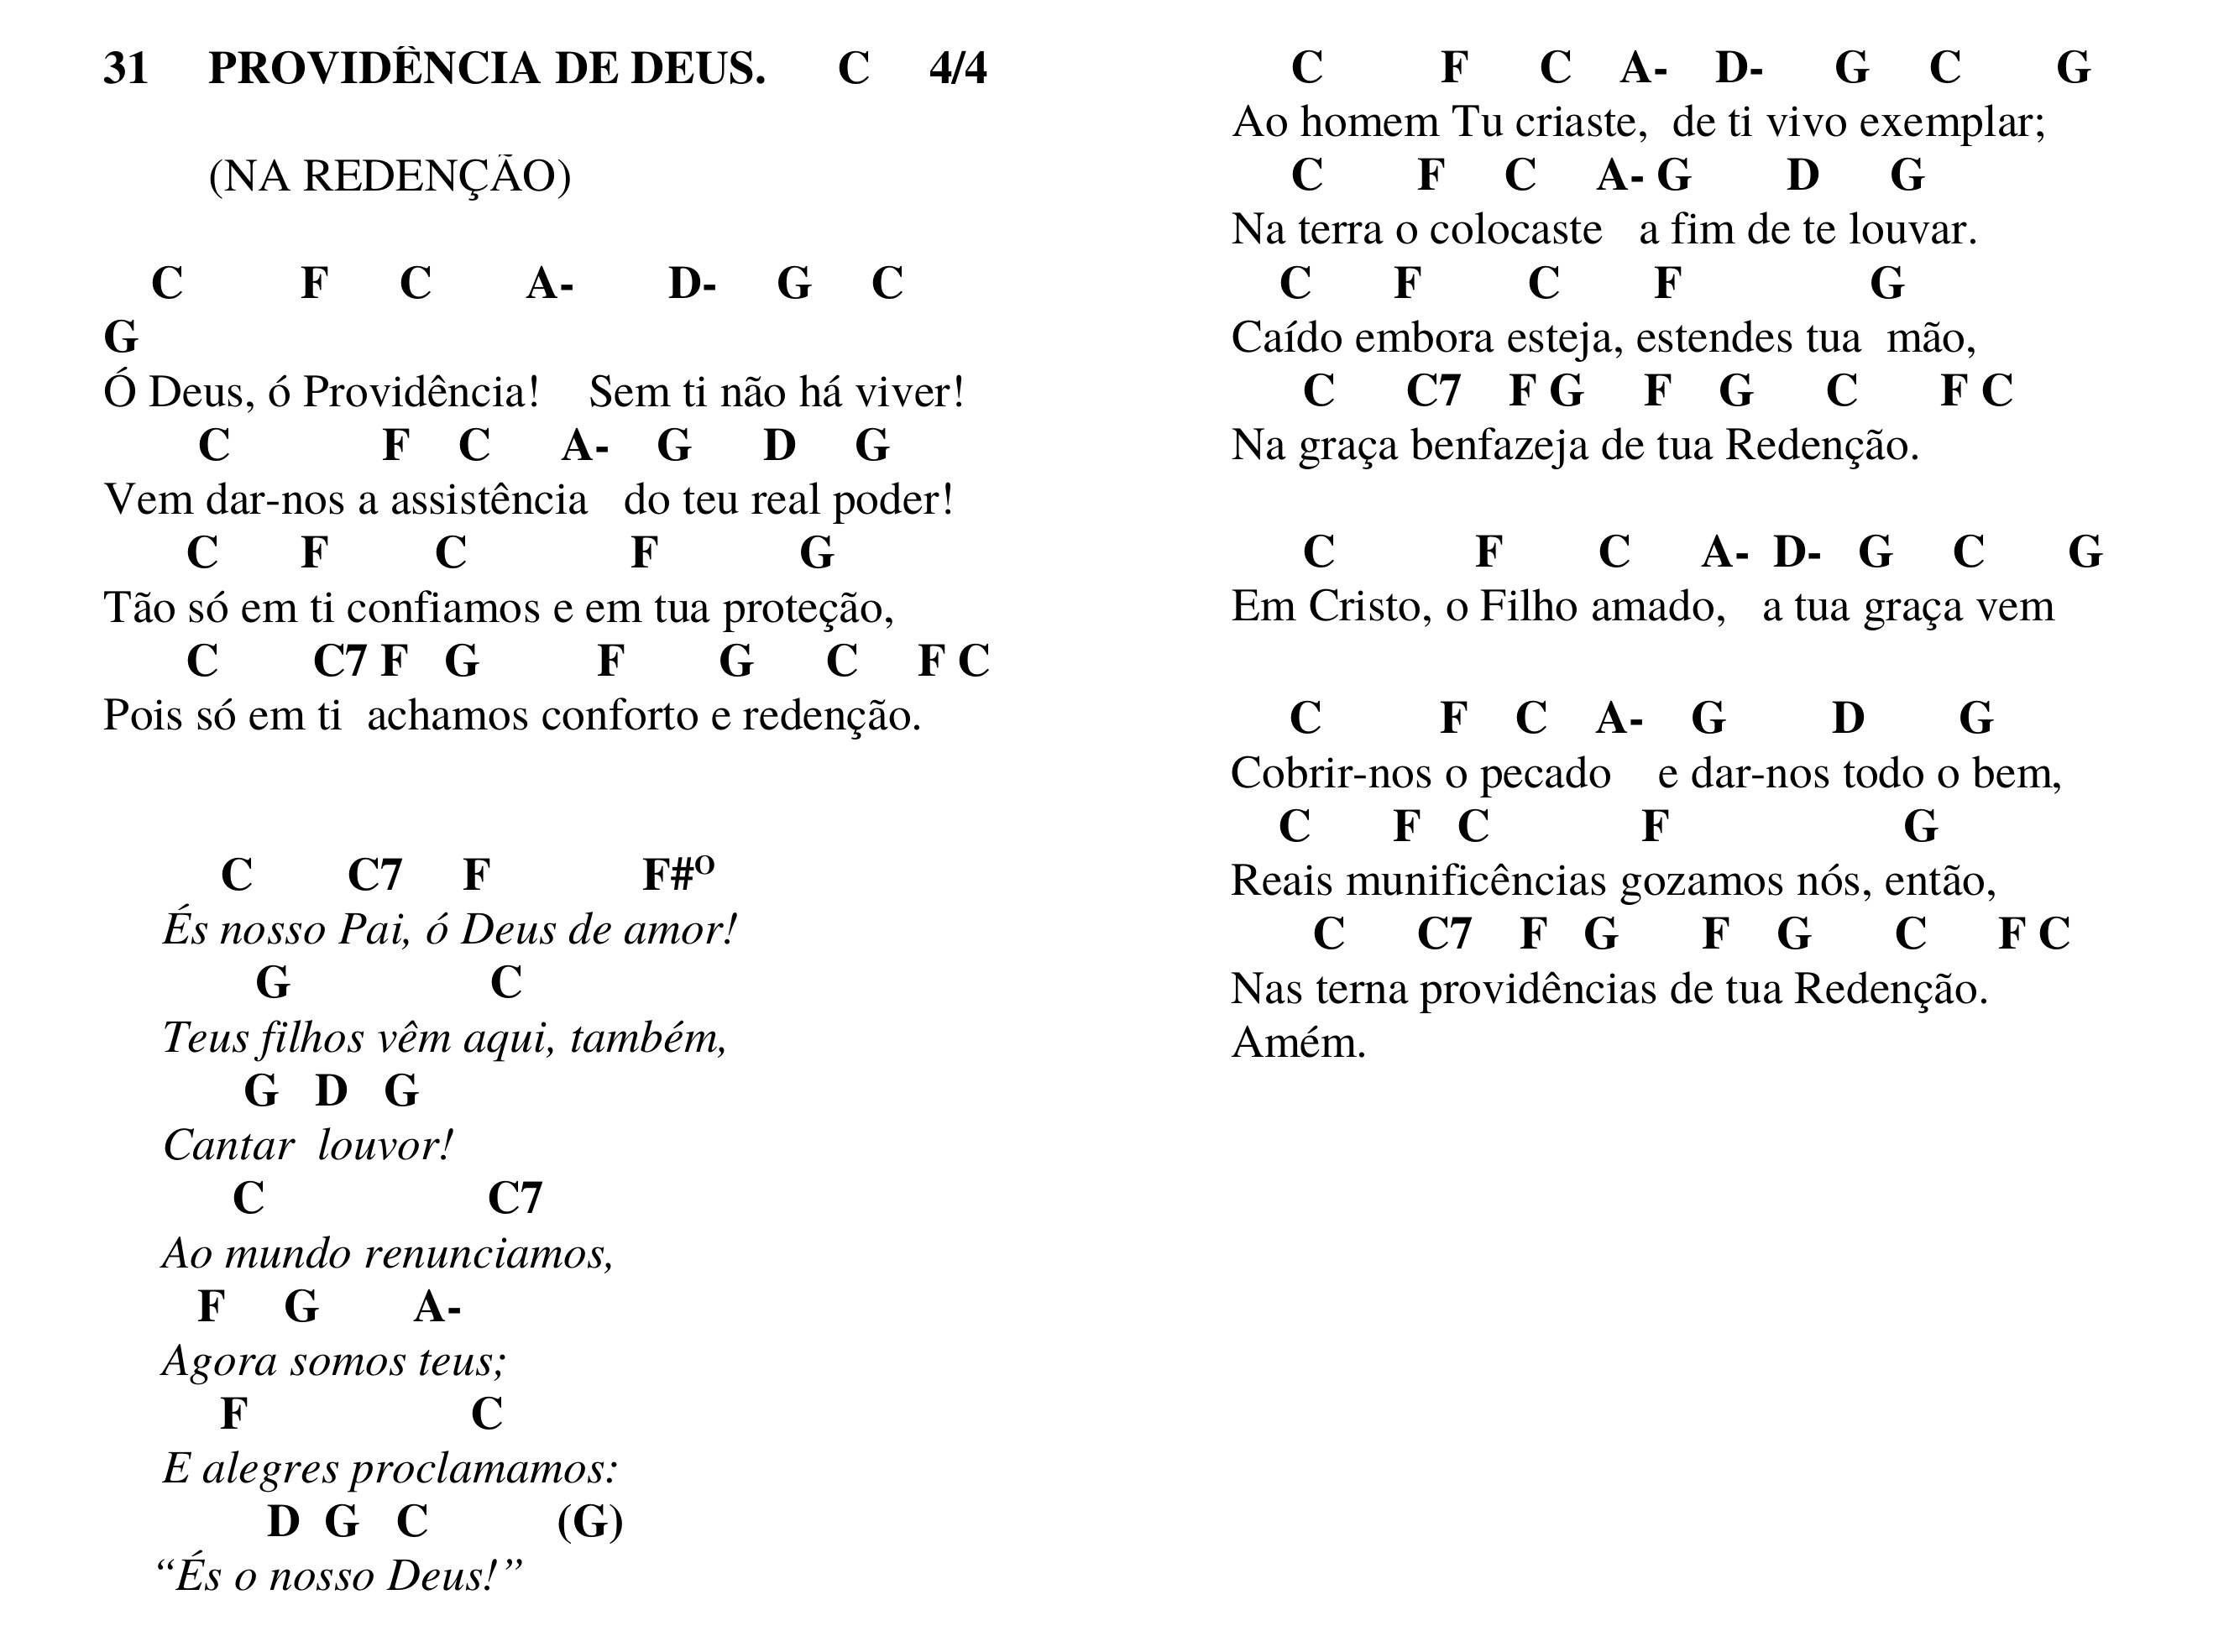 31 PROVIDÊNCIA DE DEUS. C 4/4
(NA REDENÇÃO)
C F C A- D- G C
G
Ó Deus, ó Providência! Sem ti não há viver!
C F C A- G D G
Vem dar-nos a assistência do teu real poder!
C F C F G
Tão só em ti confiamos e em tua proteção,
C C7 F G F G C F C
Pois só em ti achamos conforto e redenção.
C C7 F F#º
És nosso Pai, ó Deus de amor!
G C
Teus filhos vêm aqui, também,
G D G
Cantar louvor!
C C7
Ao mundo renunciamos,
F G A-
Agora somos teus;
F C
E alegres proclamamos:
D G C (G)
“És o nosso Deus!”
C F C A- D- G C G
Ao homem Tu criaste, de ti vivo exemplar;
C F C A- G D G
Na terra o colocaste a fim de te louvar.
C F C F G
Caído embora esteja, estendes tua mão,
C C7 F G F G C F C
Na graça benfazeja de tua Redenção.
C F C A- D- G C G
Em Cristo, o Filho amado, a tua graça vem
C F C A- G D G
Cobrir-nos o pecado e dar-nos todo o bem,
C F C F G
Reais munificências gozamos nós, então,
C C7 F G F G C F C
Nas terna providências de tua Redenção.
Amém.